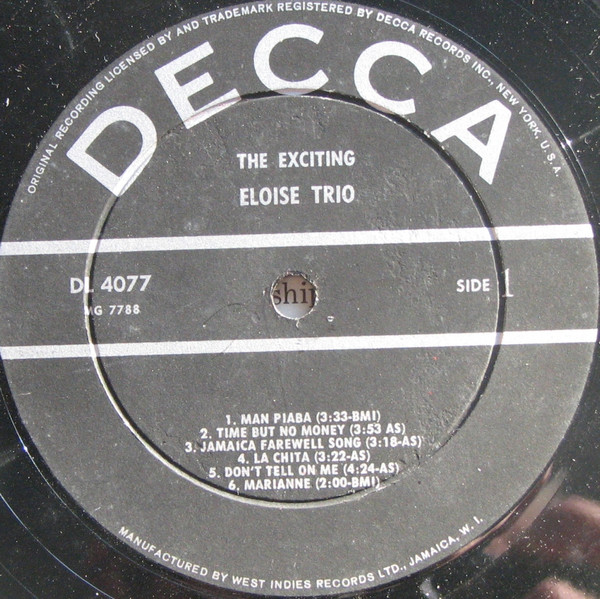 ORIGINAL RECORDING LICENSED BY AND TRADEMARK REGISTERED BY DECCA RECORDS INC., NEW YORK, U.S.A.
DECCA
THE EXCITING
ELOISE TRIO
DL 4077
MG 7788
SIDE 1
ship
1. MAN PIABA (3:33-BMI)
2. TIME BUT NO MONEY (3:53 AS)
3. JAMAICA FAREWELL SONG (3:18-AS)
4. LA CHITA (3:22-AS)
5. DON'T TELL ON ME (4:24-AS)
6. MARIANNE (2:00-BMI)
MANUFACTURED BY WEST INDIES RECORDS LTD., JAMAICA, W. I.